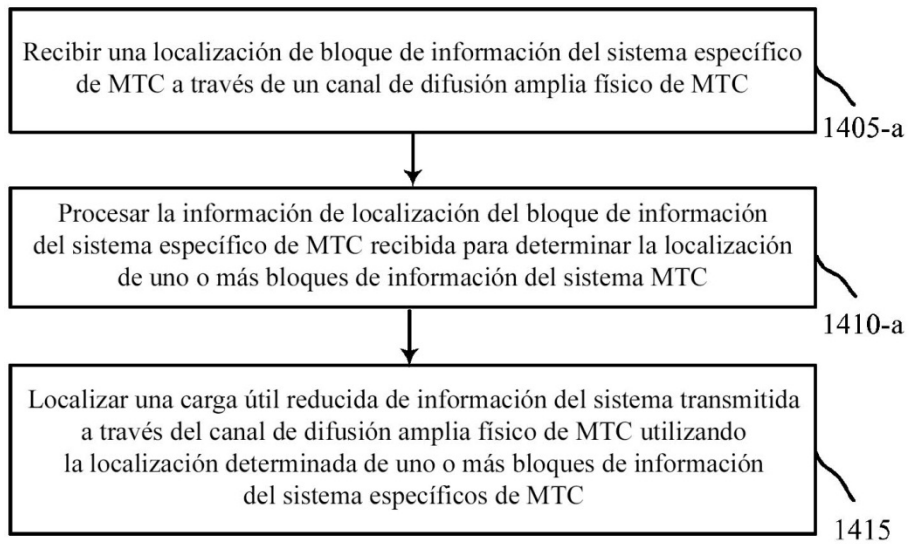 Recibir una localización de bloque de información del sistema específico
de MTC a través de un canal de difusión amplia físico de MTC
1405-a
Procesar la información de localización del bloque de información
del sistema específico de MTC recibida para determinar la localización
de uno o más bloques de información del sistema MTC
1410-a
Localizar una carga útil reducida de información del sistema transmitida
a través del canal de difusión amplia físico de MTC utilizando
la localización determinada de uno o más bloques de información
del sistema específicos de MTC
1415